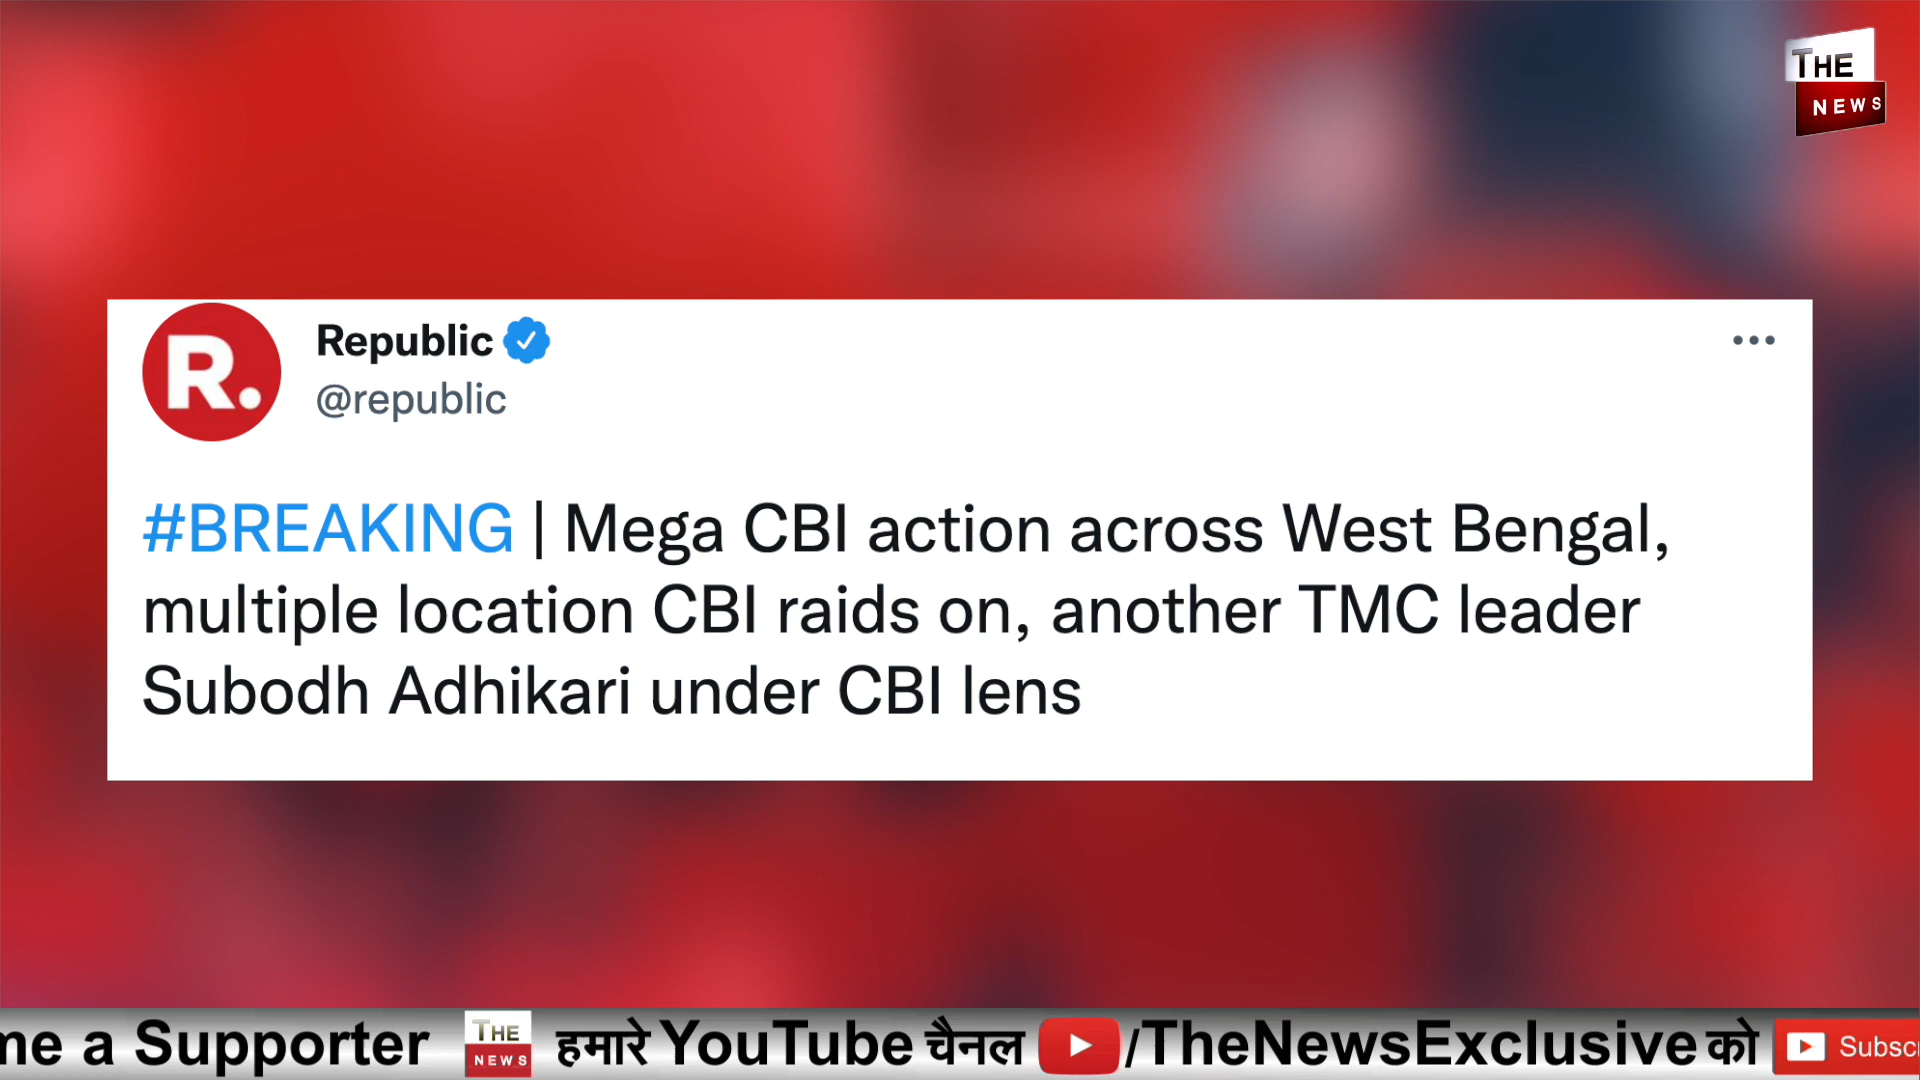 THE
NEWS
R.
Republic
@republic
#BREAKING | Mega CBI action across West Bengal,
multiple location CBI raids on, another TMC leader
Subodh Adhikari under CBI lens
me a Supporter THE NEWS हमारे YouTube चैनल /TheNewsExclusive को Subsc